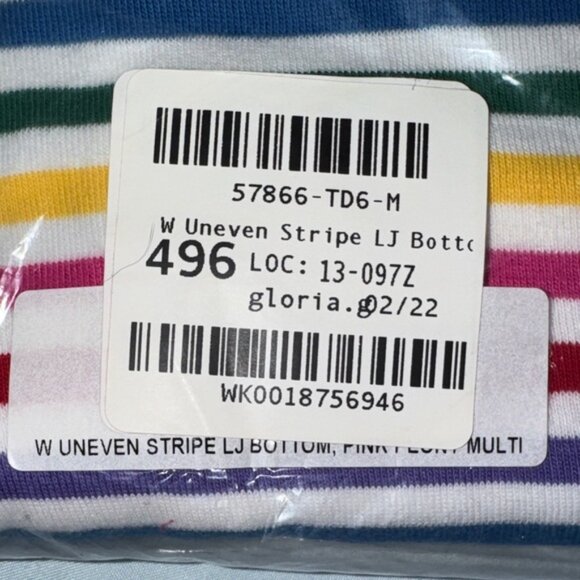 57866-TD6-M
W Uneven Stripe LJ Botto
496 LOC: 13-097Z
gloria.g 02/22
WK0018756946
W UNEVEN STRIPE LJ BOTTOM, PINK MULTI